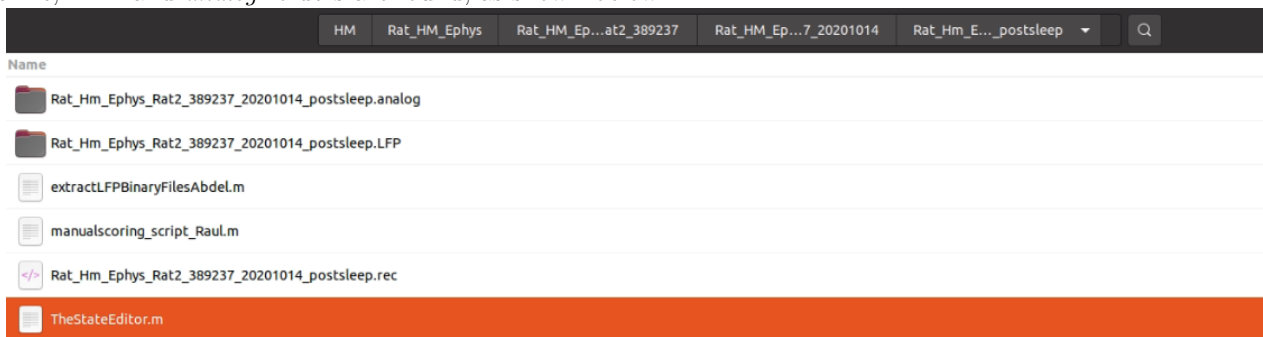 HM Rat_HM_Ephys Rat_HM_Ep...at2_389237 Rat_HM_Ep...7_20201014 Rat_Hm_E..._postsleep
Name
Rat_Hm_Ephys_Rat2_389237_20201014_postsleep.analog
Rat_Hm_Ephys_Rat2_389237_20201014_postsleep.LFP
extractLFPBinaryFilesAbdel.m
manualscoring_script_Raul.m
Rat_Hm_Ephys_Rat2_389237_20201014_postsleep.rec
TheStateEditor.m